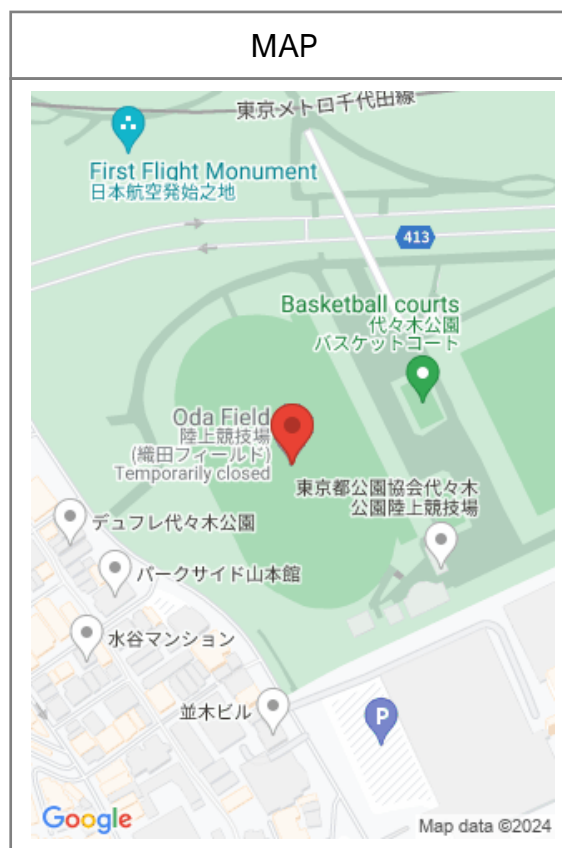 MAP
東京メトロ千代田線
First Flight Monument
日本航空発始之地
413
Basketball courts
代々木公園
バスケットコート
Oda Field
陸上競技場
(織田フィールド)
Temporarily closed
東京都公園協会代々木
公園陸上競技場
デュフレ代々木公園
パークサイド山本館
水谷マンション
並木ビル
P
Google
Map data ©2024